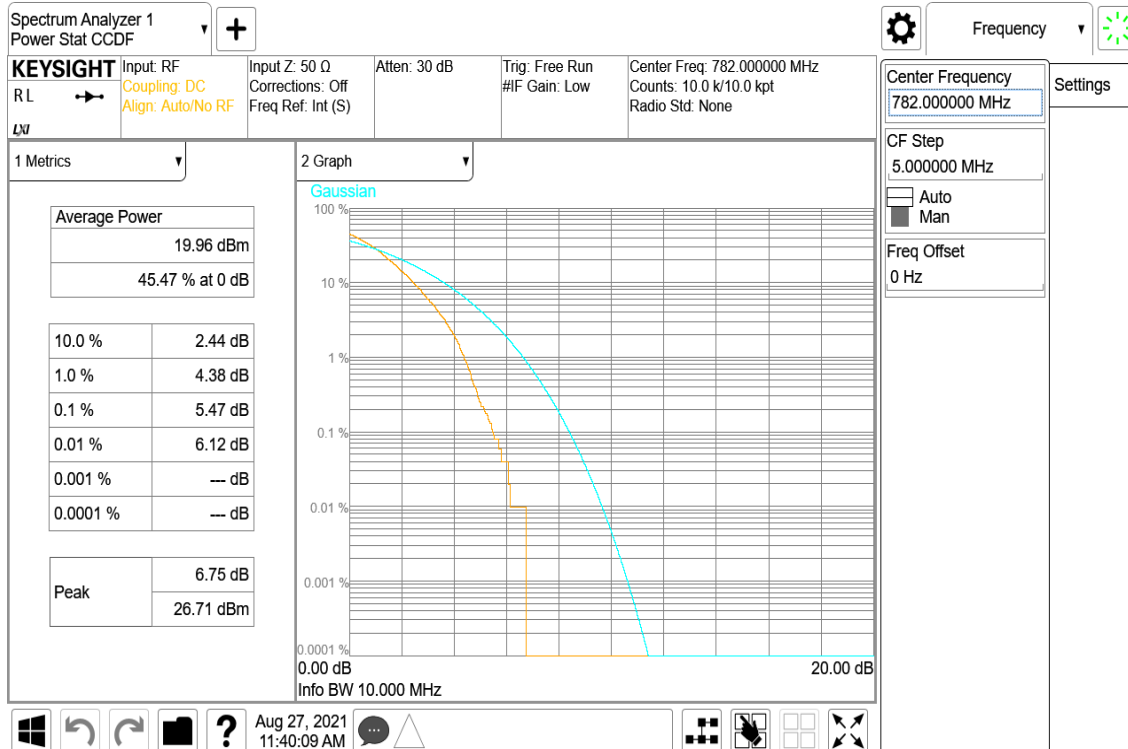 Spectrum Analyzer 1
Power Stat CCDF
Frequency
KEYSIGHT
RL
LXI
Input: RF
Coupling: DC
Align: Auto/No RF
Input Z: 50 Ω
Corrections: Off
Freq Ref: Int (S)
Atten: 30 dB
Trig: Free Run
#IF Gain: Low
Center Freq: 782.000000 MHz
Counts: 10.0 k/10.0 kpt
Radio Std: None
1 Metrics
Average Power
19.96 dBm
45.47 % at 0 dB
10.0 % 2.44 dB
1.0 % 4.38 dB
0.1 % 5.47 dB
0.01 % 6.12 dB
0.001 % --- dB
0.0001 % --- dB
Peak
6.75 dB
26.71 dBm
2 Graph
Gaussian
100 %
10 %
1 %
0.1 %
0.01 %
0.001 %
0.0001 %
0.00 dB
20.00 dB
Info BW 10.000 MHz
Center Frequency
782.000000 MHz
CF Step
5.000000 MHz
Auto
Man
Freq Offset
0 Hz
Settings
?
Aug 27, 2021
11:40:09 AM